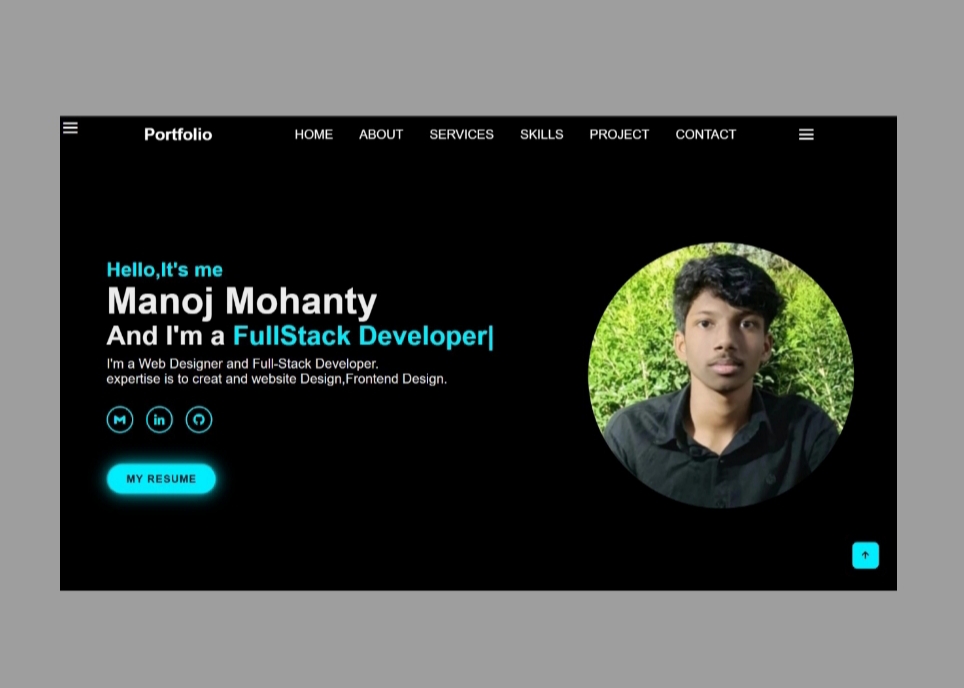 Portfolio HOME ABOUT SERVICES SKILLS PROJECT CONTACT
Hello,It's me
Manoj Mohanty
And I'm a FullStack Developer|
I'm a Web Designer and Full-Stack Developer.
expertise is to creat and website Design,Frontend Design.
in
MY RESUME